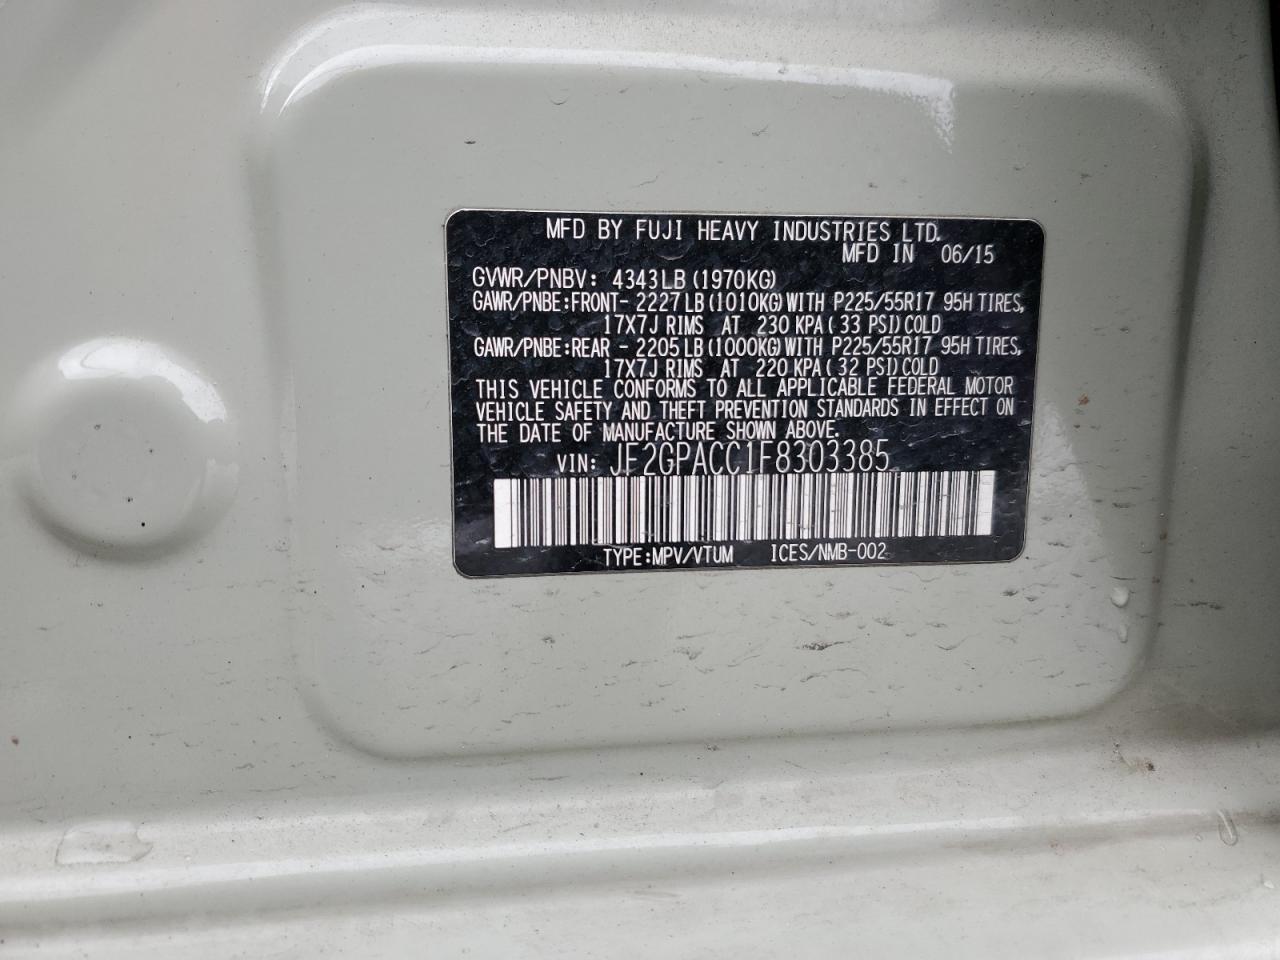 MFD BY FUJI HEAVY INDUSTRIES LTD.
MFD IN 06/15
GVWR/PNBV: 4343LB (1970KG)
GAWR/PNBE:FRONT- 2227 LB (1010KG) WITH P225/55R17 95H TIRES,
17X7J RIMS AT 230 KPA ( 33 PSI) COLD
GAWR/PNBE:REAR - 2205 LB (1000KG) WITH P225/55R17 95H TIRES,
17X7J RIMS AT 220 KPA ( 32 PSI) COLD
THIS VEHICLE CONFORMS TO ALL APPLICABLE FEDERAL MOTOR
VEHICLE SAFETY AND THEFT PREVENTION STANDARDS IN EFFECT ON
THE DATE OF MANUFACTURE SHOWN ABOVE.
VIN: JF2GPACC1F8303385
TYPE:MPV/VTUM ICES/NMB-002